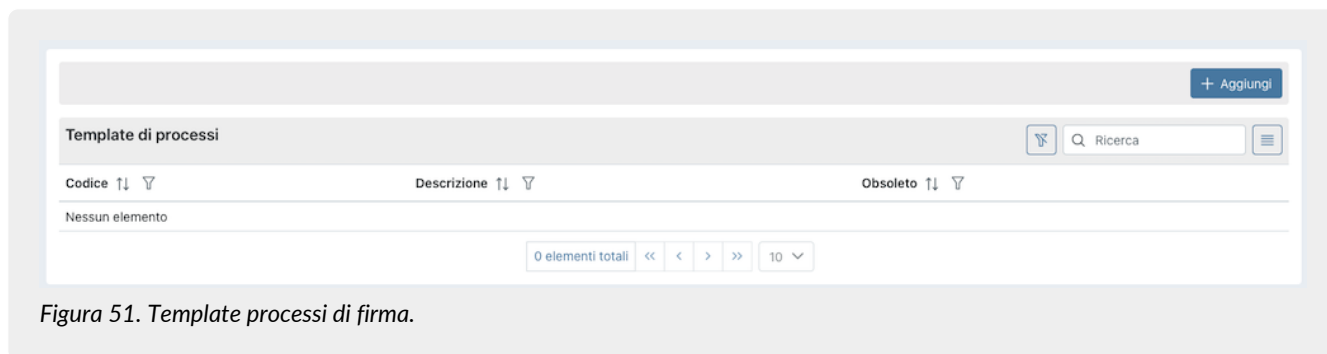 + Aggiungi
Template di processi
Ricerca
Codice Descrizione Obsoleto
Nessun elemento
0 elementi totali << < > >> 10
Figura 51. Template processi di firma.